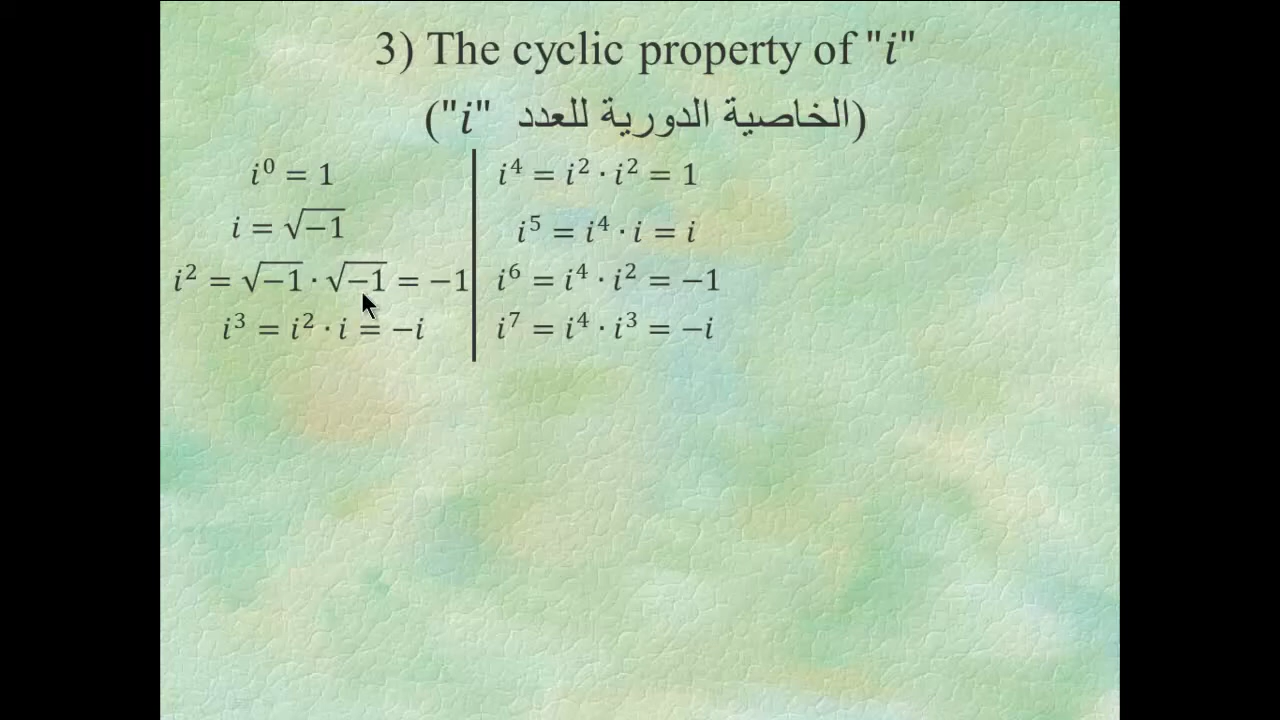 3) The cyclic property of "i"
(الخاصية الدورية للعدد "i")
i⁰ = 1
i = √−1
i² = √−1 · √−1 = −1
i³ = i² · i = −i
i⁴ = i² · i² = 1
i⁵ = i⁴ · i = i
i⁶ = i⁴ · i² = −1
i⁷ = i⁴ · i³ = −i